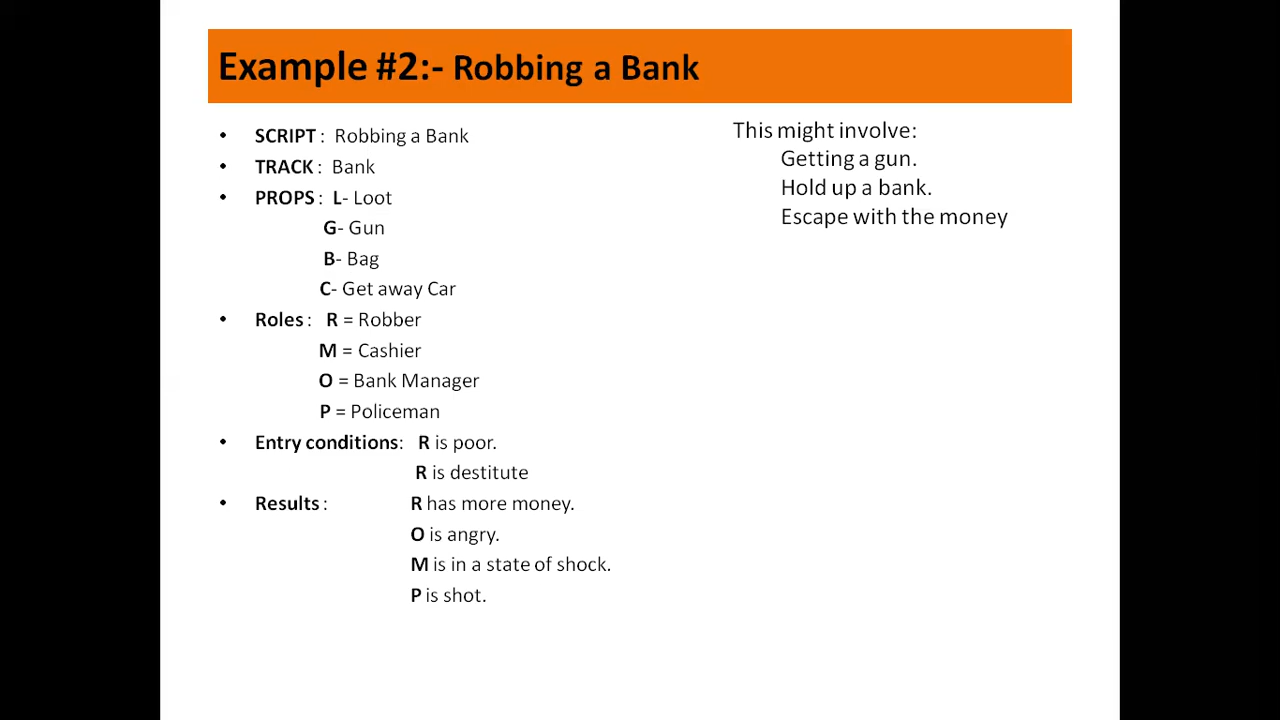 Example #2:- Robbing a Bank
• SCRIPT : Robbing a Bank
• TRACK : Bank
• PROPS : L- Loot
G- Gun
B- Bag
C- Get away Car
• Roles : R = Robber
M = Cashier
O = Bank Manager
P = Policeman
• Entry conditions: R is poor.
R is destitute
• Results : R has more money.
O is angry.
M is in a state of shock.
P is shot.
This might involve:
Getting a gun.
Hold up a bank.
Escape with the money